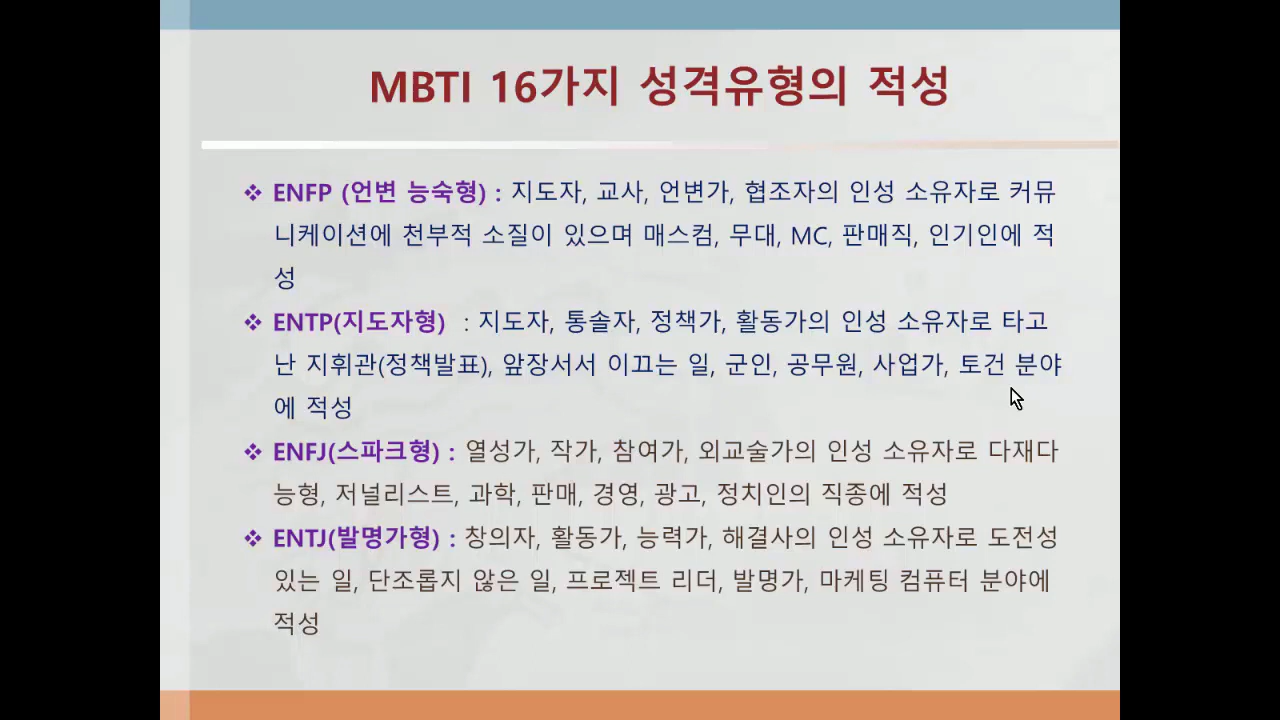 MBTI 16가지 성격유형의 적성
❖ ENFP (언변 능숙형) : 지도자, 교사, 언변가, 협조자의 인성 소유자로 커뮤
니케이션에 천부적 소질이 있으며 매스컴, 무대, MC, 판매직, 인기인에 적
성
❖ ENTP(지도자형) : 지도자, 통솔자, 정책가, 활동가의 인성 소유자로 타고
난 지휘관(정책발표), 앞장서서 이끄는 일, 군인, 공무원, 사업가, 토건 분야
에 적성
❖ ENFJ(스파크형) : 열성가, 작가, 참여가, 외교술가의 인성 소유자로 다재다
능형, 저널리스트, 과학, 판매, 경영, 광고, 정치인의 직종에 적성
❖ ENTJ(발명가형) : 창의자, 활동가, 능력가, 해결사의 인성 소유자로 도전성
있는 일, 단조롭지 않은 일, 프로젝트 리더, 발명가, 마케팅 컴퓨터 분야에
적성